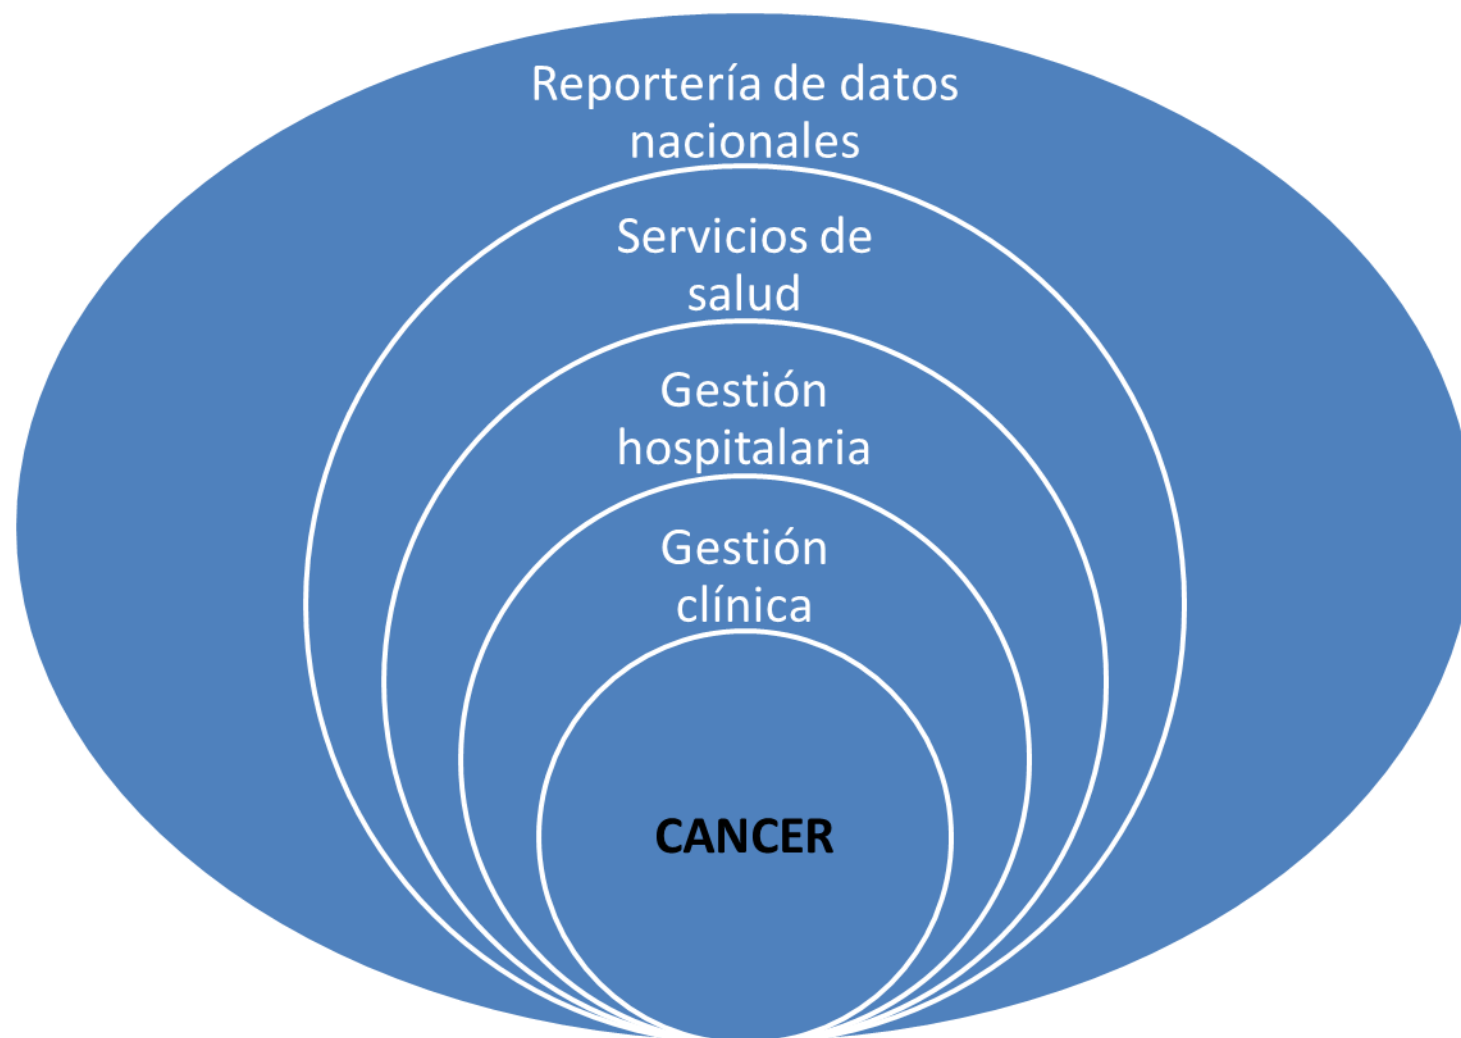 Reportería de datos
nacionales
Servicios de
salud
Gestión
hospitalaria
Gestión
clínica
CANCER